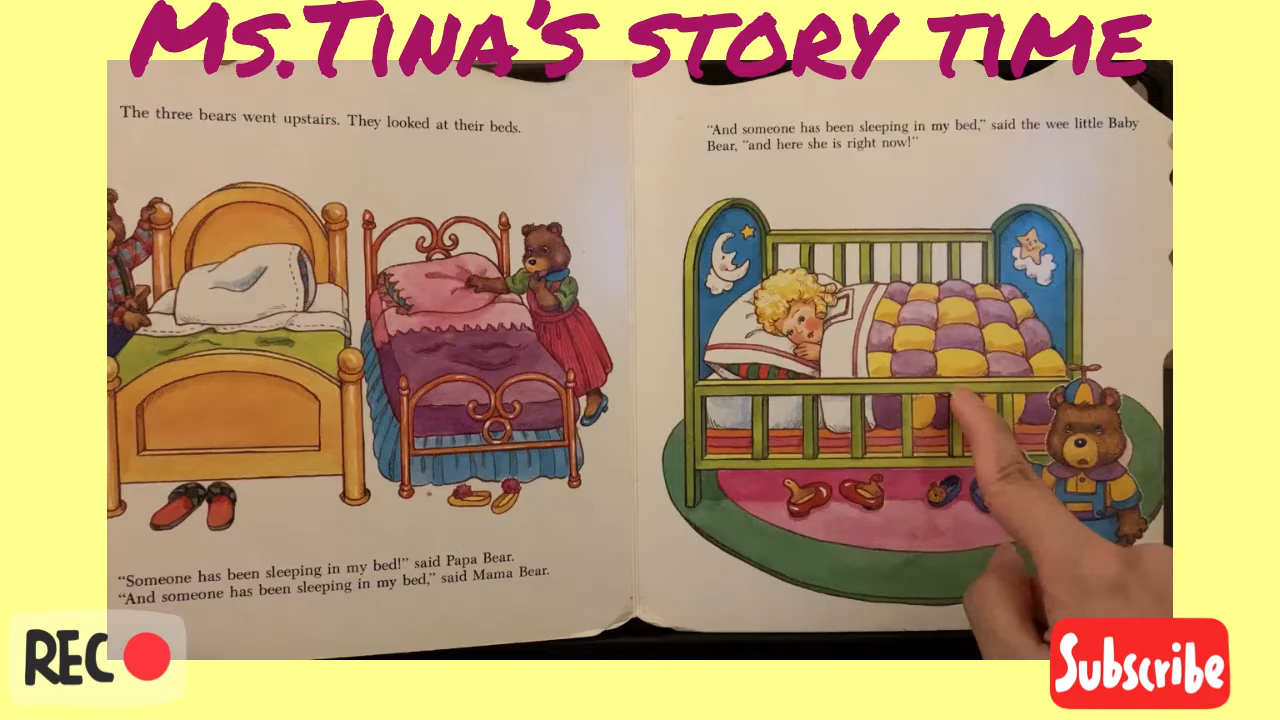 Ms.Tina's story time
The three bears went upstairs. They looked at their beds.
"Someone has been sleeping in my bed!" said Papa Bear.
"And someone has been sleeping in my bed," said Mama Bear.
"And someone has been sleeping in my bed," said the wee little Baby
Bear, "and here she is right now!"
REC
Subscribe